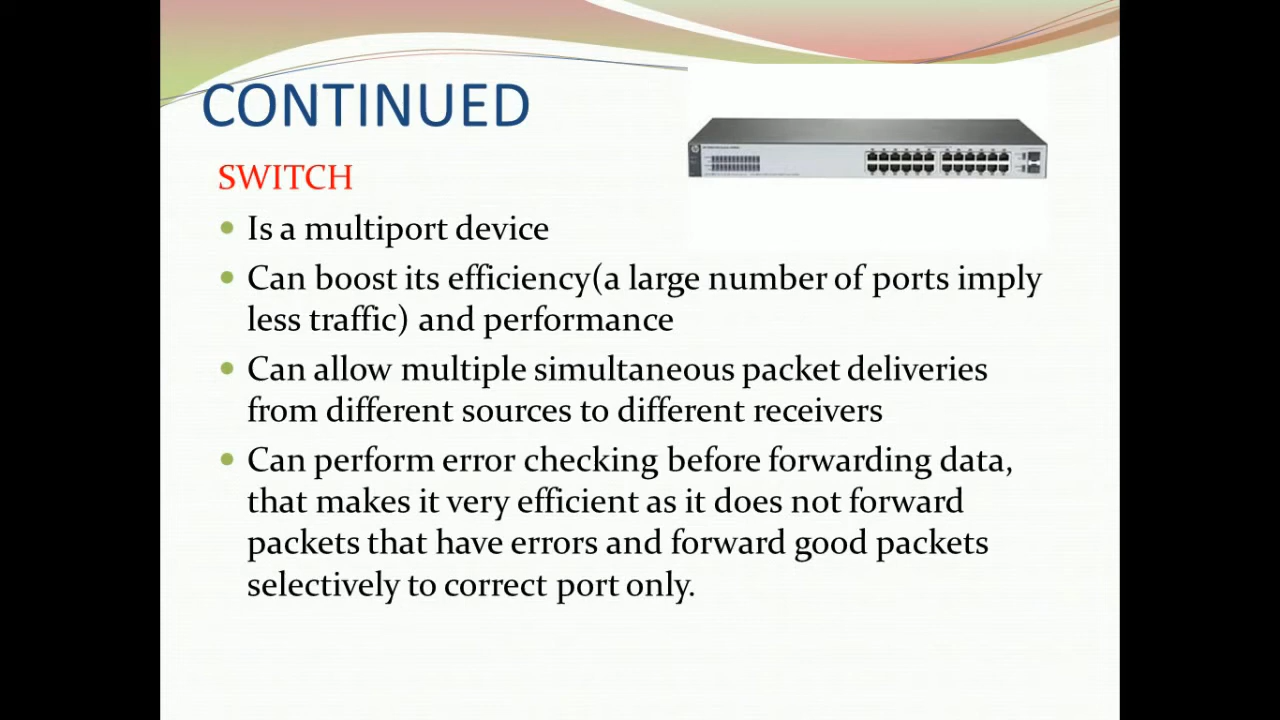 CONTINUED
SWITCH
Is a multiport device
Can boost its efficiency(a large number of ports imply
less traffic) and performance
Can allow multiple simultaneous packet deliveries
from different sources to different receivers
Can perform error checking before forwarding data,
that makes it very efficient as it does not forward
packets that have errors and forward good packets
selectively to correct port only.